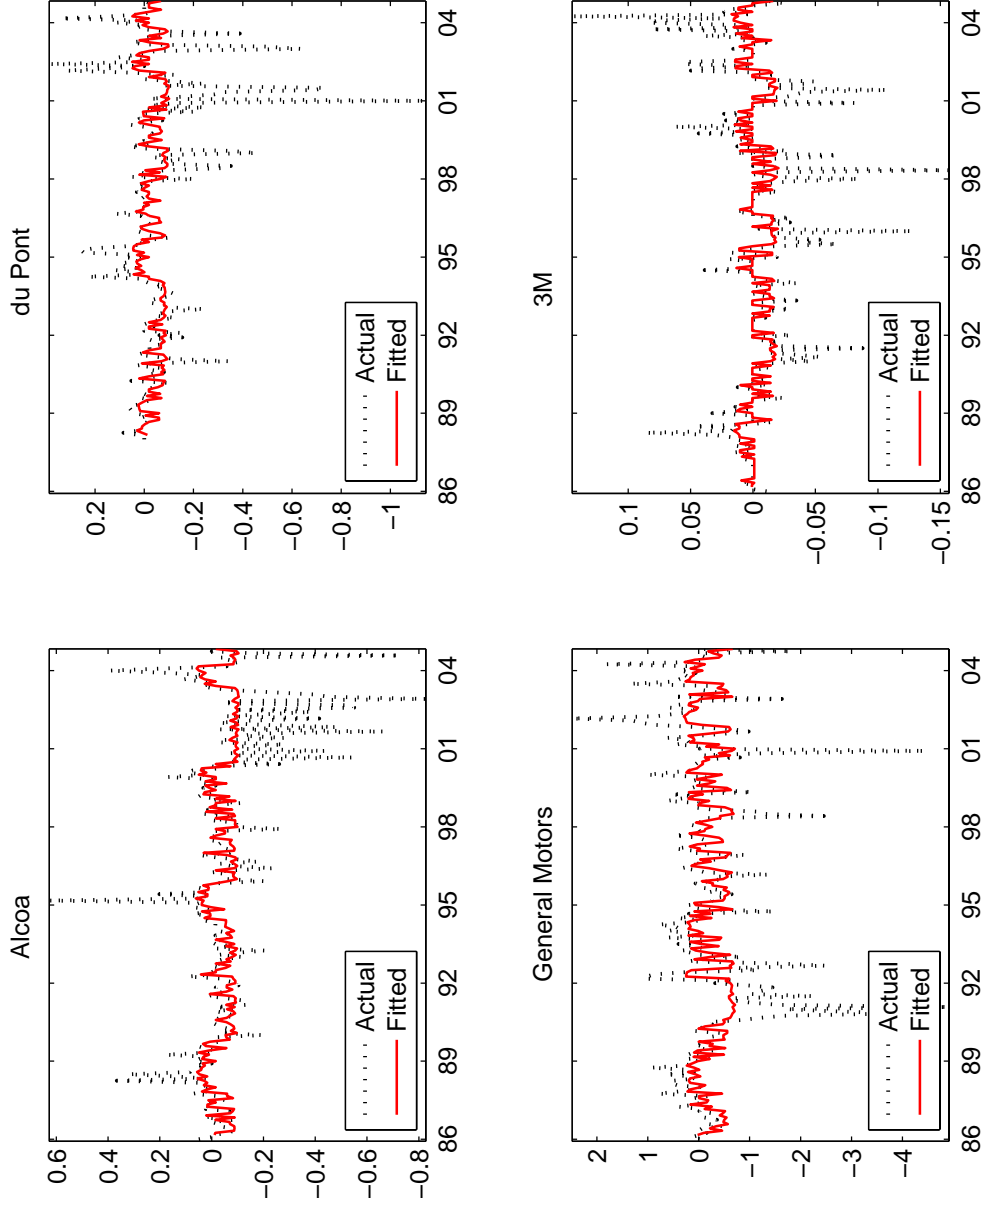 Alcoa
0.6
0.4
0.2
0
−0.2
−0.4
−0.6
−0.8
86 89 92 95 98 01 04
Actual
Fitted
du Pont
0.2
0
−0.2
−0.4
−0.6
−0.8
−1
86 89 92 95 98 01 04
Actual
Fitted
General Motors
2
1
0
−1
−2
−3
−4
86 89 92 95 98 01 04
Actual
Fitted
3M
0.1
0.05
0
−0.05
−0.1
−0.15
86 89 92 95 98 01 04
Actual
Fitted